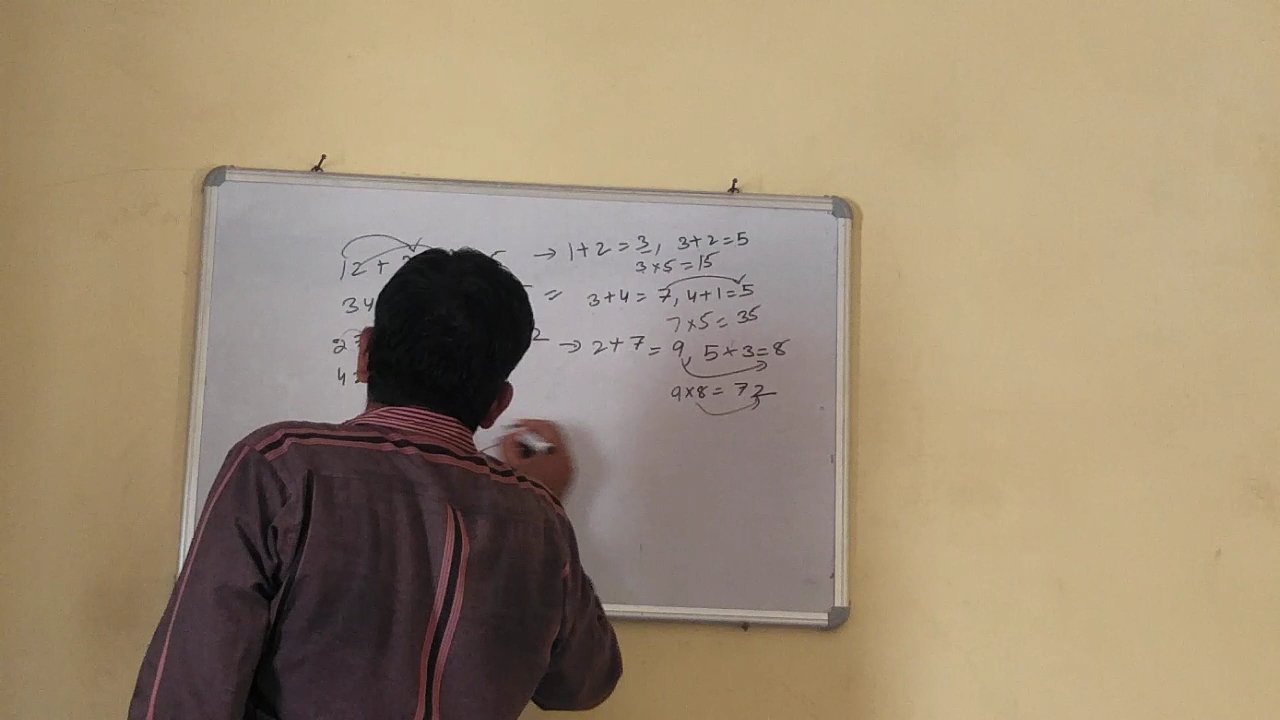 12 + → 1+2=3, 3+2=5
3×5=15
34 = 3+4= 7, 4+1=5
7×5=35
2 2 → 2+7=9, 5+3=8
4
9×8=72